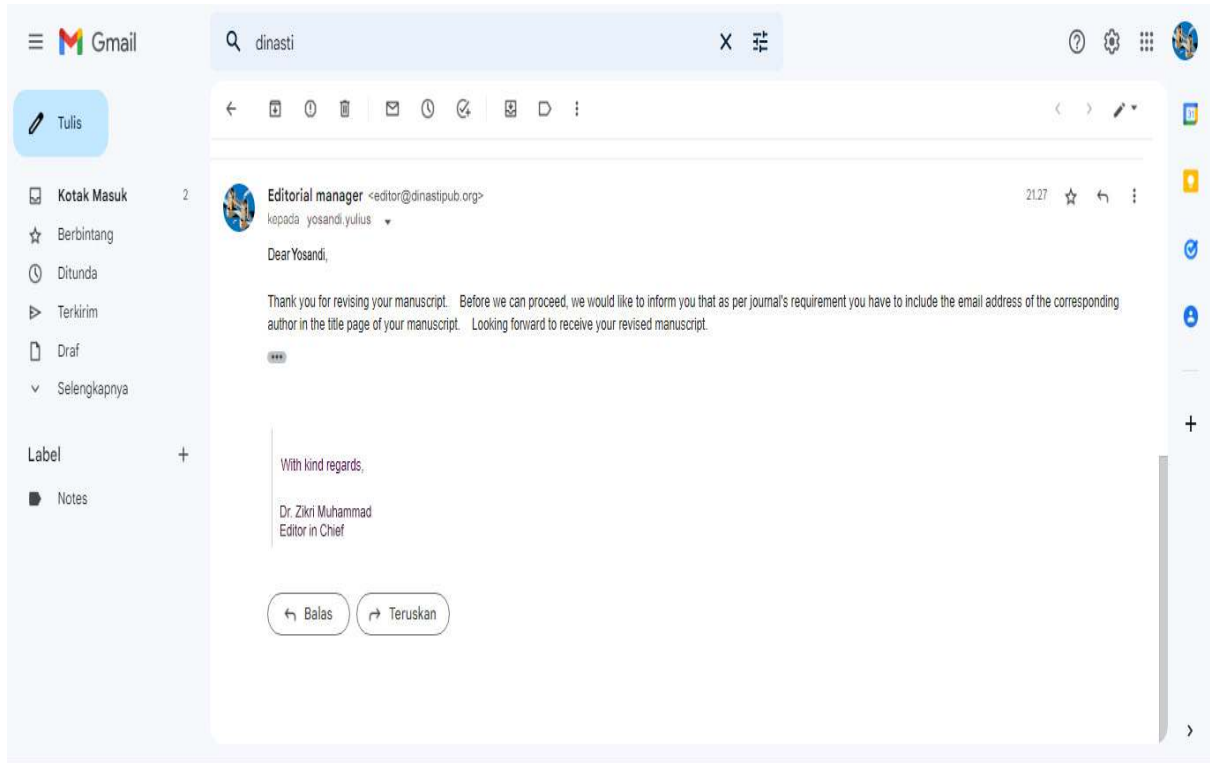 Gmail
dinasti
Tulis
Kotak Masuk 2
Berbintang
Ditunda
Terkirim
Draf
Selengkapnya
Label
Notes
Editorial manager <editor@dinastipub.org> 21.27
kepada yosandi.yulius
Dear Yosandi,
Thank you for revising your manuscript. Before we can proceed, we would like to inform you that as per journal's requirement you have to include the email address of the corresponding
author in the title page of your manuscript. Looking forward to receive your revised manuscript.
With kind regards,
Dr. Zikri Muhammad
Editor in Chief
Balas
Teruskan
31